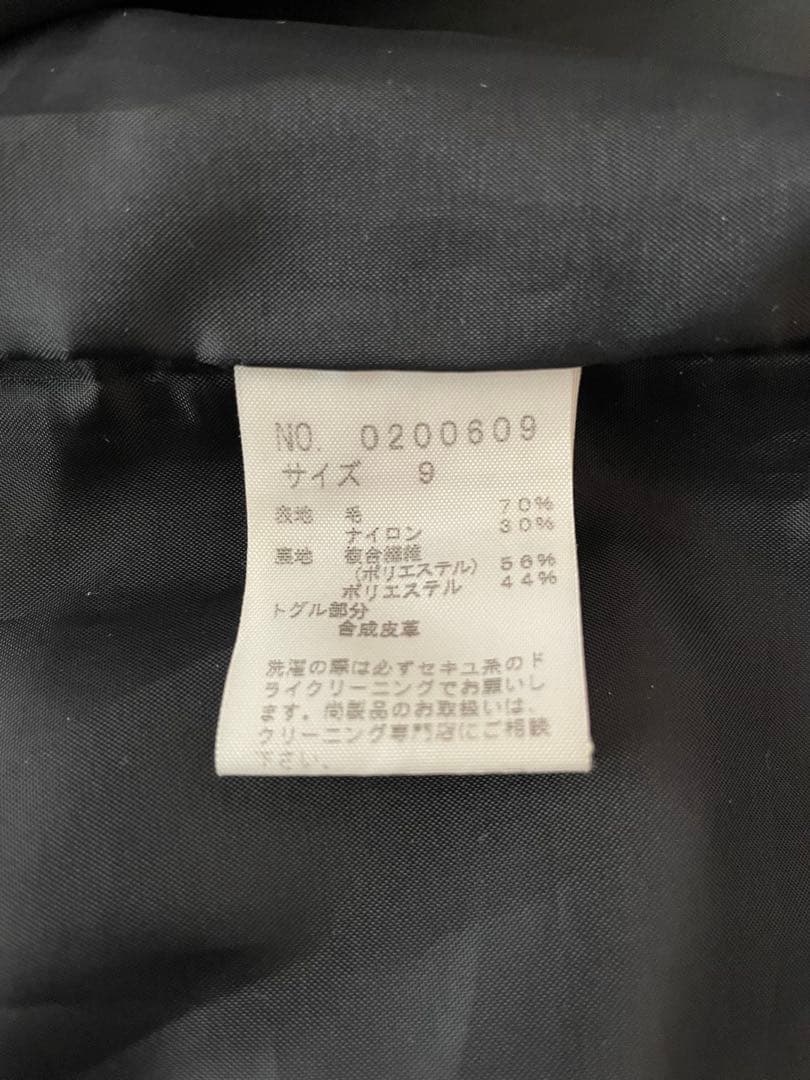 NO. 0200609
サイズ 9
表地 毛 70%
ナイロン 30%
裏地 複合繊維
(ポリエステル) 56%
ポリエステル 44%
トグル部分
合成皮革
洗濯の際は必ずセキユ系のド
ライクリーニングでお願いし
ます。尚製品のお取扱いは、
クリーニング専門店にご相談
下さい。